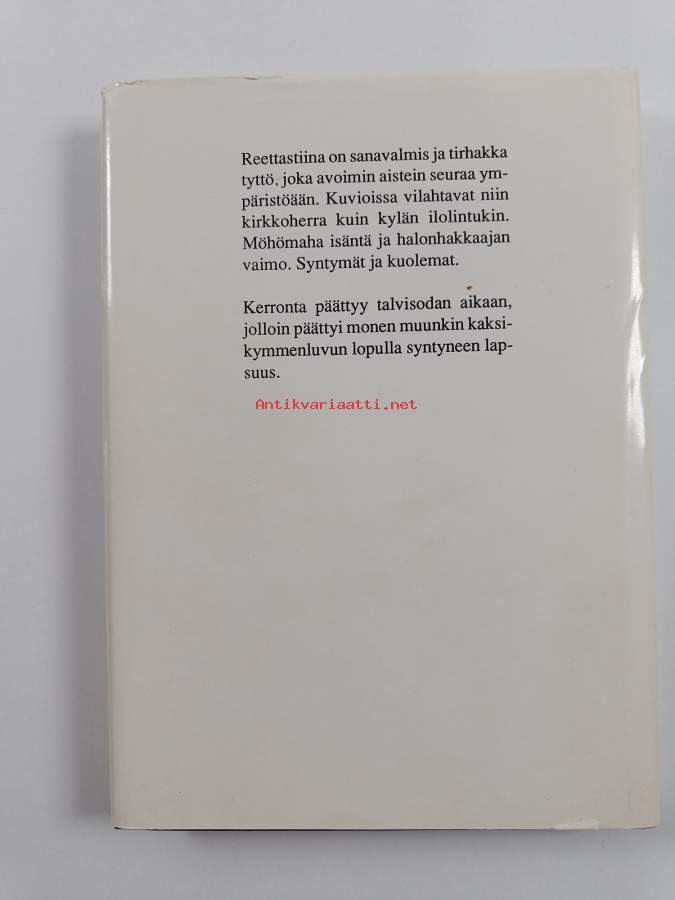 Reettastiina on sanavalmis ja tirhakka
tyttö, joka avoimin aistein seuraa ym-
päristöään. Kuvioissa vilahtavat niin
kirkkoherra kuin kylän ilolintukin.
Möhömaha isäntä ja halonhakkaajan
vaimo. Syntymät ja kuolemat.
Kerronta päättyy talvisodan aikaan,
jolloin päättyi monen muunkin kaksi-
kymmenluvun lopulla syntyneen lap-
suus.
Antikvariaatti.net